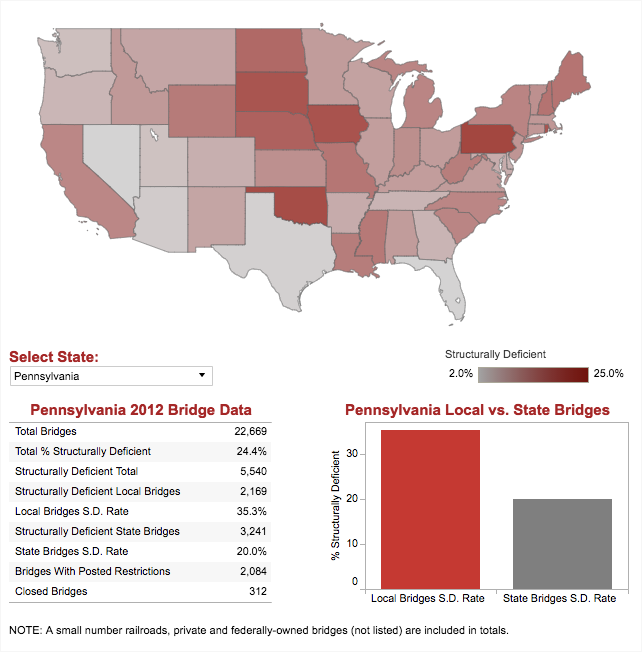 Select State:
Pennsylvania
Structurally Deficient
2.0% 25.0%
Pennsylvania 2012 Bridge Data
Total Bridges 22,669
Total % Structurally Deficient 24.4%
Structurally Deficient Total 5,540
Structurally Deficient Local Bridges 2,169
Local Bridges S.D. Rate 35.3%
Structurally Deficient State Bridges 3,241
State Bridges S.D. Rate 20.0%
Bridges With Posted Restrictions 2,084
Closed Bridges 312
Pennsylvania Local vs. State Bridges
% Structurally Deficient
30
20
10
0
Local Bridges S.D. Rate State Bridges S.D. Rate
NOTE: A small number railroads, private and federally-owned bridges (not listed) are included in totals.